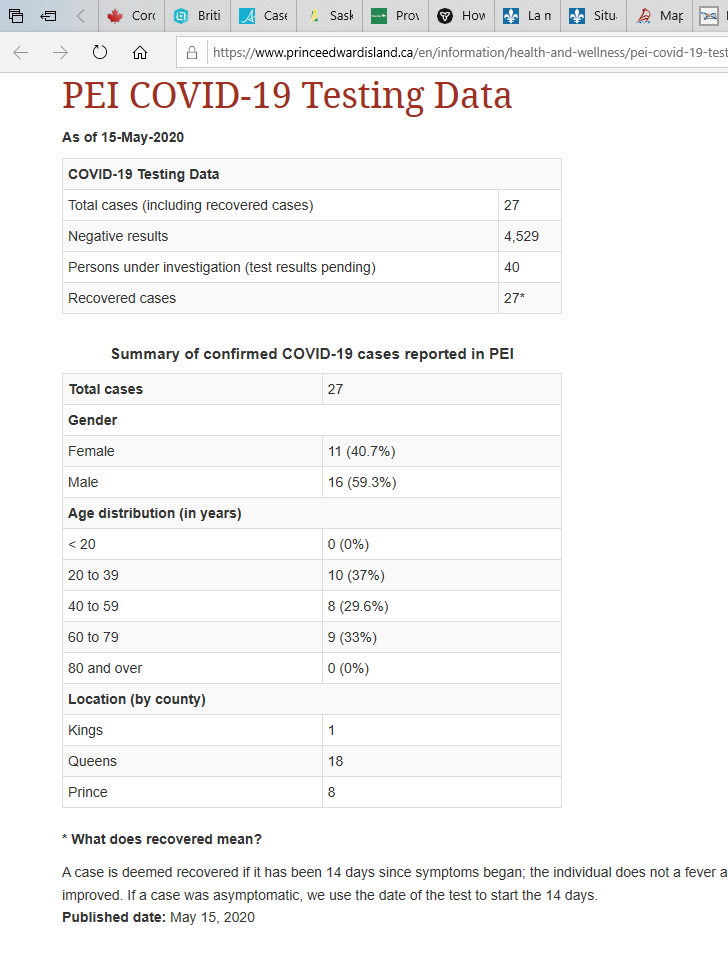 Coro
Briti
Case
Sask
Prov
How
La m
Situ
Map
https://www.princeedwardisland.ca/en/information/health-and-wellness/pei-covid-19-test
PEI COVID-19 Testing Data
As of 15-May-2020
COVID-19 Testing Data
Total cases (including recovered cases) 27
Negative results 4,529
Persons under investigation (test results pending) 40
Recovered cases 27*
Summary of confirmed COVID-19 cases reported in PEI
Total cases 27
Gender
Female 11 (40.7%)
Male 16 (59.3%)
Age distribution (in years)
< 20 0 (0%)
20 to 39 10 (37%)
40 to 59 8 (29.6%)
60 to 79 9 (33%)
80 and over 0 (0%)
Location (by county)
Kings 1
Queens 18
Prince 8
* What does recovered mean?
A case is deemed recovered if it has been 14 days since symptoms began; the individual does not a fever a
improved. If a case was asymptomatic, we use the date of the test to start the 14 days.
Published date: May 15, 2020